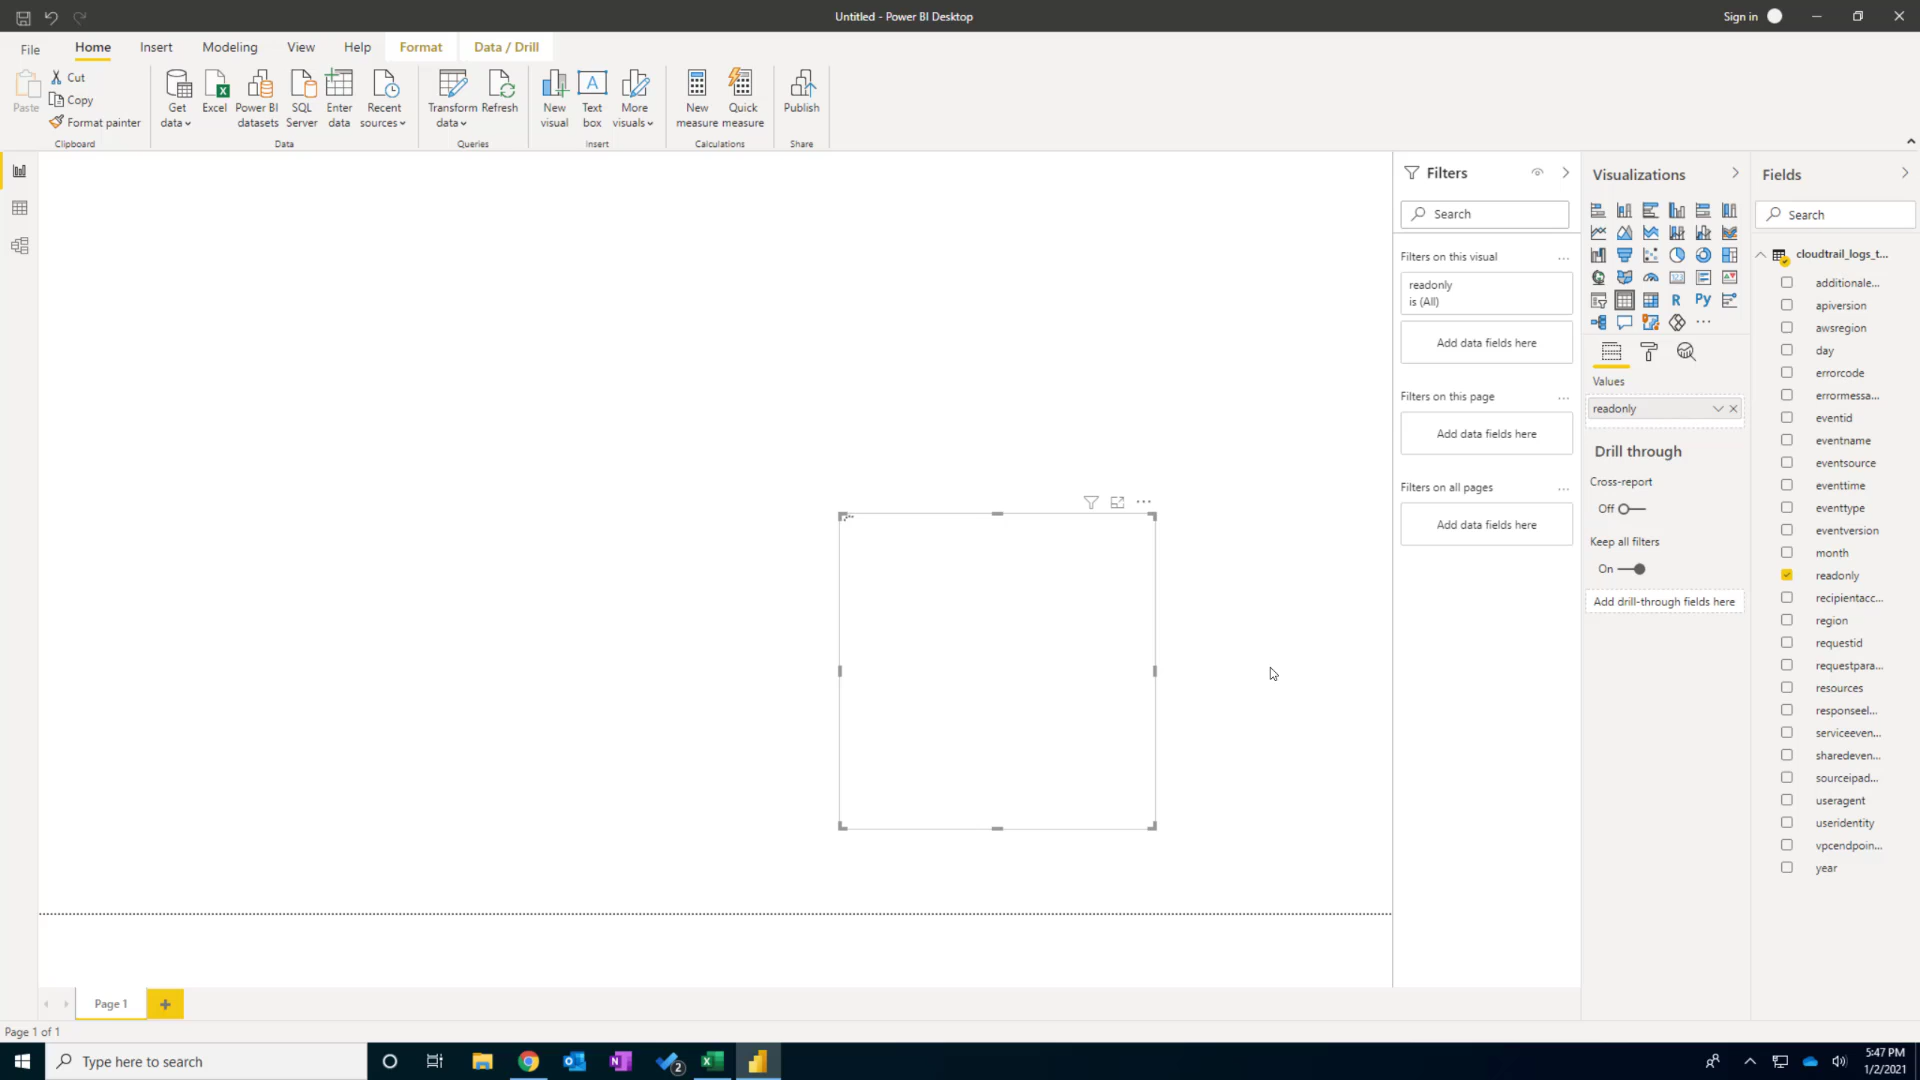 Untitled - Power BI Desktop
Sign in
File
Home
Insert
Modeling
View
Help
Format
Data / Drill
Paste
Cut
Copy
Format painter
Clipboard
Get data
Excel
Power BI datasets
SQL Server
Enter data
Recent sources
Data
Transform data
Refresh
Queries
New visual
A
Text box
More visuals
Insert
New measure
Quick measure
Calculations
Publish
Share
Filters
Search
Filters on this visual
readonly
is (All)
Add data fields here
Filters on this page
Add data fields here
Filters on all pages
Add data fields here
Visualizations
R
Py
Values
readonly
Drill through
Cross-report
Off
Keep all filters
On
Add drill-through fields here
Fields
Search
cloudtrail_logs_t...
additionale...
apiversion
awsregion
day
errorcode
errormessa...
eventid
eventname
eventsource
eventtime
eventtype
eventversion
month
readonly
recipientacc...
region
requestid
requestpara...
resources
responseel...
serviceeven...
sharedeven...
sourceipad...
useragent
useridentity
vpcendpoin...
year
Page 1
Page 1 of 1
Type here to search
2
5:47 PM
1/2/2021